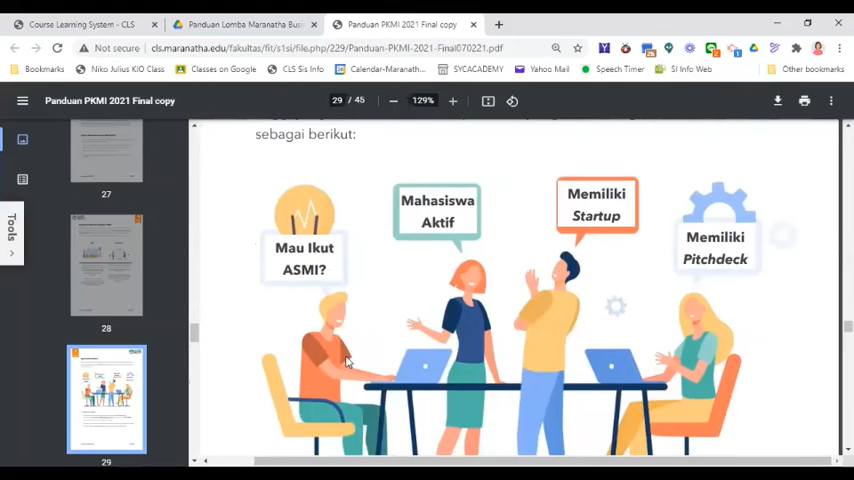 Course Learning System - CLS
Panduan Lomba Maranatha Busi
Panduan PKMI 2021 Final copy
Not secure
cls.maranatha.edu/fakultas/fit/s1si/file.php/229/Panduan-PKMI-2021-Final070221.pdf
Bookmarks
Niko Julius KIO Class
Classes on Google
CLS Sis Info
Calendar-Maranath...
SYCACADEMY
Yahoo Mail
Speech Timer
SI Info Web
Other bookmarks
Panduan PKMI 2021 Final copy
29 / 45
129%
Tools
27
28
29
sebagai berikut:
Mau Ikut
ASMI?
Mahasiswa
Aktif
Memiliki
Startup
Memiliki
Pitchdeck